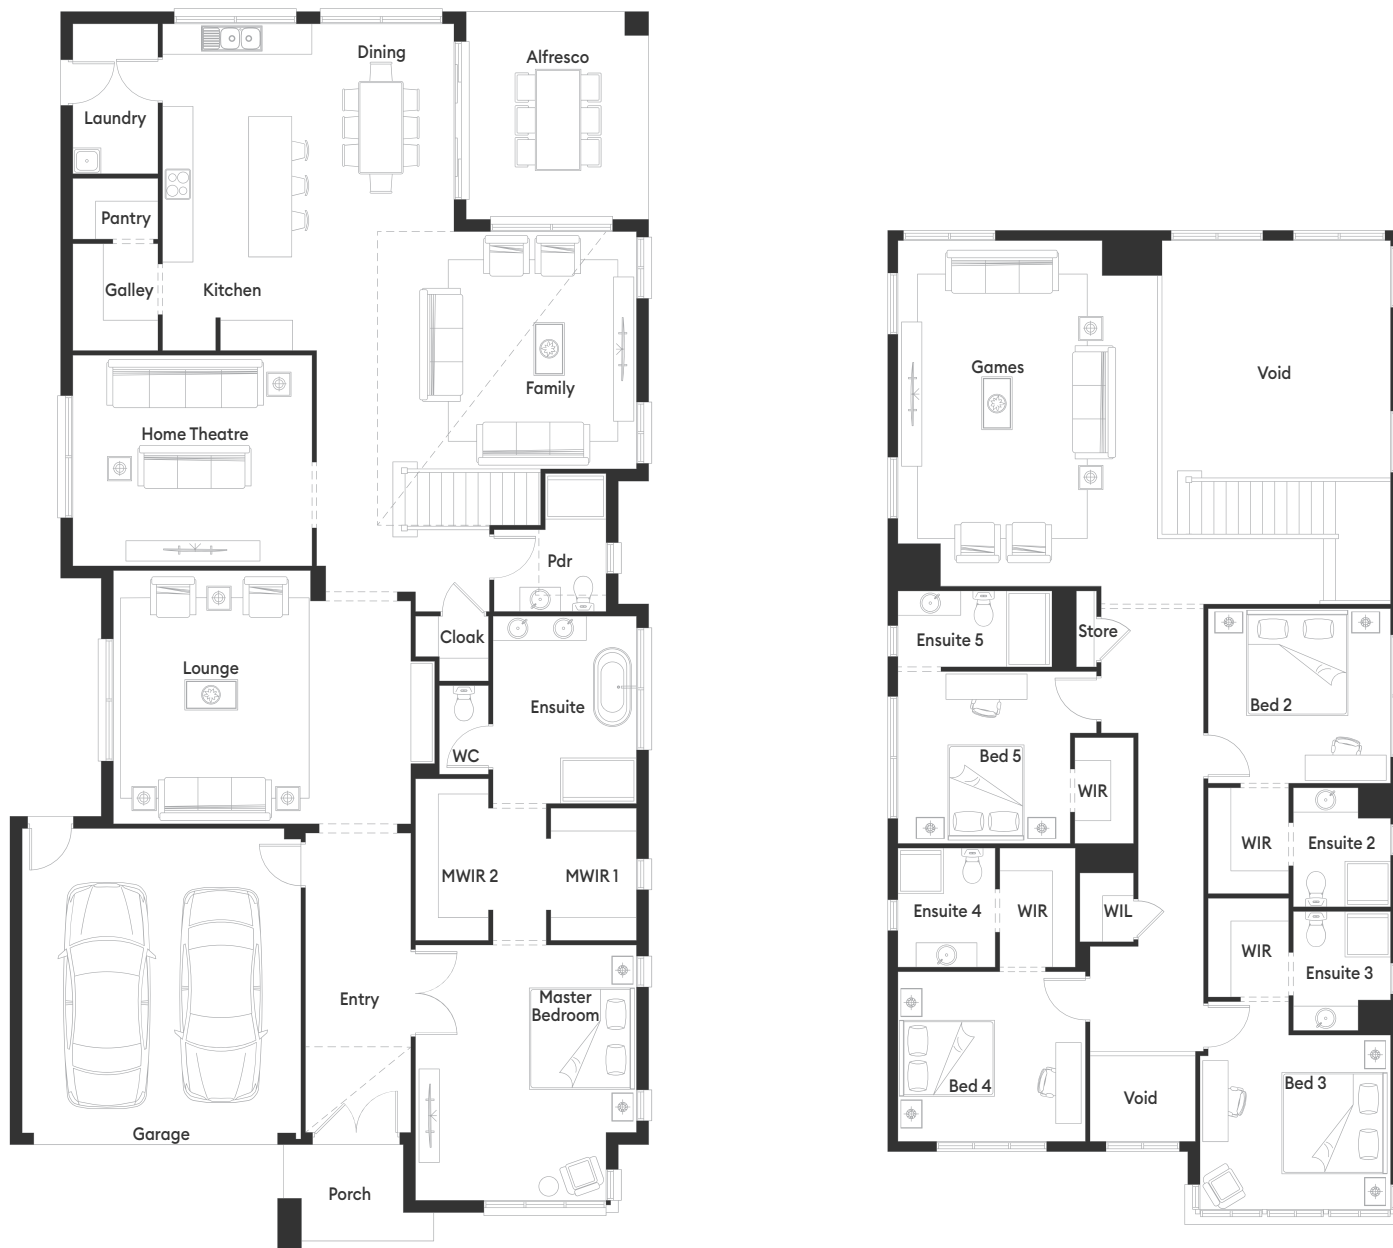 Dining
Alfresco
Laundry
Pantry
Galley
Kitchen
Family
Home Theatre
Pdr
Cloak
Lounge
Ensuite
WC
MWIR 2
MWIR 1
Entry
Master
Bedroom
Garage
Porch
Games
Void
Ensuite 5
Store
Bed 2
Bed 5
WIR
WIR
Ensuite 2
Ensuite 4
WIR
WIL
WIR
Ensuite 3
Bed 4
Void
Bed 3